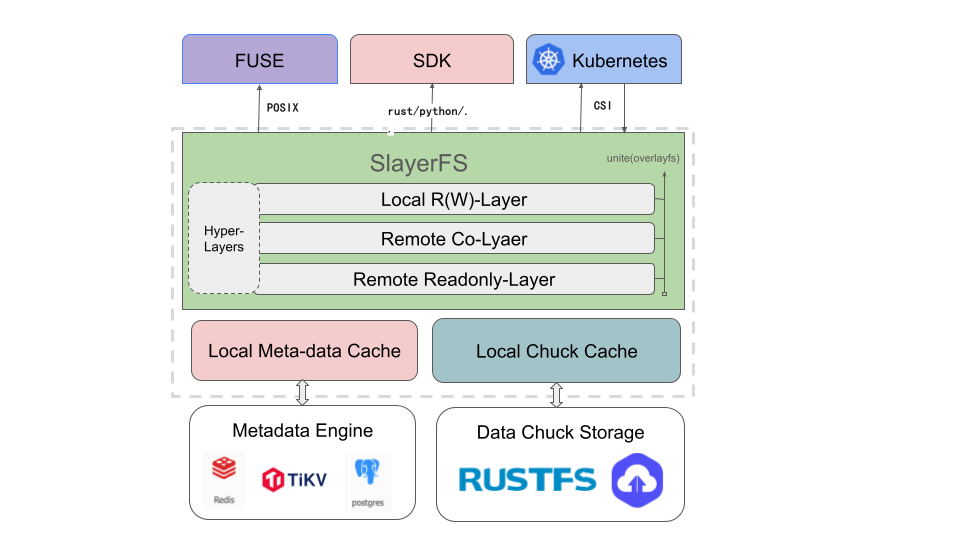 FUSE
SDK
Kubernetes
POSIX
rust/python/.
CSI
SlayerFS
unite(overlayfs)
Hyper-
Layers
Local R(W)-Layer
Remote Co-Lyaer
Remote Readonly-Layer
Local Meta-data Cache
Local Chuck Cache
Metadata Engine
Redis
TiKV
postgres
Data Chuck Storage
RUSTFS